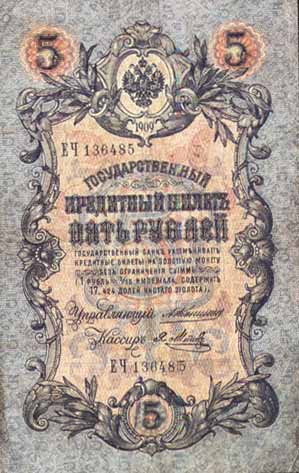 5 5
1909
ЕЧ 136485
ГОСУДАРСТВЕННЫЙ
КРЕДИТНЫЙ БИЛЕТЪ
ПЯТЬ РУБЛЕЙ
ГОСУДАРСТВЕННЫЙ БАНКЪ РАЗМѢНИВАЕТЪ
КРЕДИТНЫЕ БИЛЕТЫ НА ЗОЛОТУЮ МОНЕТУ
БЕЗЪ ОГРАНИЧЕНІЯ СУММЫ
(1 РУБЛЬ = 1/15 ИМПЕРІАЛА, СОДЕРЖИТЪ
17,424 ДОЛЕЙ ЧИСТАГО ЗОЛОТА).
Управляющій
Кассиръ
ЕЧ 136485
5